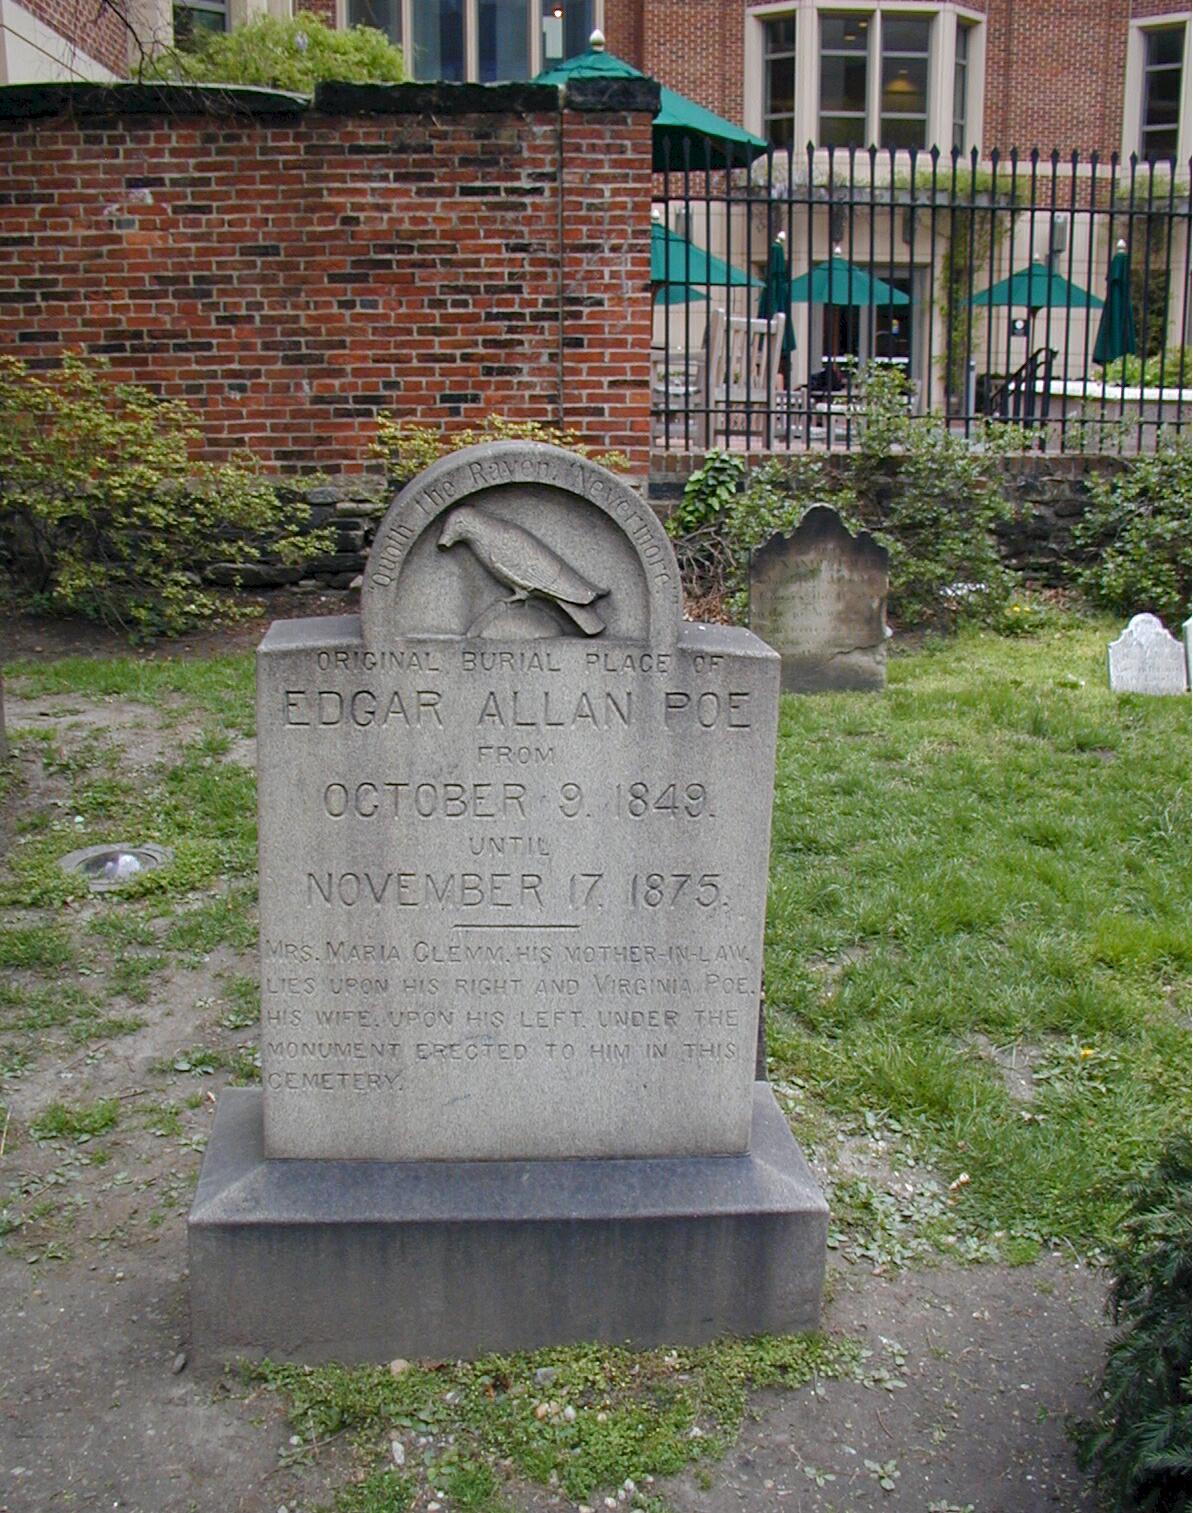 "Quoth the Raven, Nevermore."
ORIGINAL BURIAL PLACE OF
EDGAR ALLAN POE
FROM
OCTOBER 9. 1849.
UNTIL
NOVEMBER 17. 1875.
MRS. MARIA CLEMM, HIS MOTHER-IN-LAW,
LIES UPON HIS RIGHT AND VIRGINIA POE,
HIS WIFE, UPON HIS LEFT, UNDER THE
MONUMENT ERECTED TO HIM IN THIS
CEMETERY.